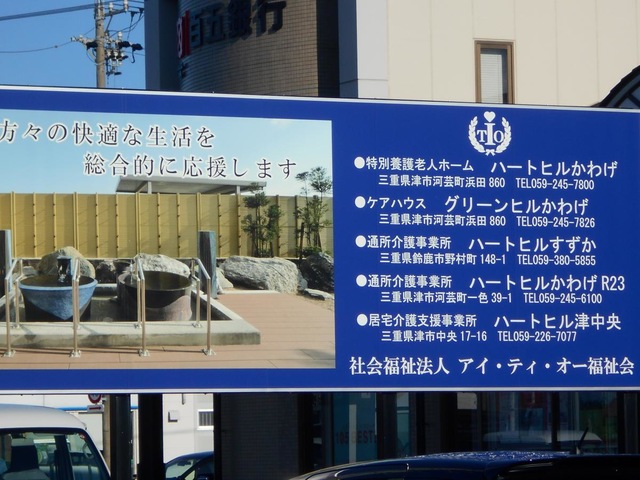 百五銀行
方々の快適な生活を
総合的に応援します
TIO
●特別養護老人ホーム ハートヒルかわげ
三重県津市河芸町浜田 860 TEL059-245-7800
●ケアハウス グリーンヒルかわげ
三重県津市河芸町浜田 860 TEL059-245-7826
●通所介護事業所 ハートヒルすずか
三重県鈴鹿市野村町 148-1 TEL059-380-5855
●通所介護事業所 ハートヒルかわげ R23
三重県津市河芸町一色 39-1 TEL059-245-6100
●居宅介護支援事業所 ハートヒル津中央
三重県津市中央 17-16 TEL059-226-7077
社会福祉法人 アイ・ティ・オー福祉会